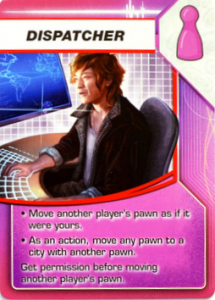 DISPATCHER
• Move another player's pawn as if it
were yours.
• As an action, move any pawn to a
city with another pawn.
Get permission before moving
another player's pawn.